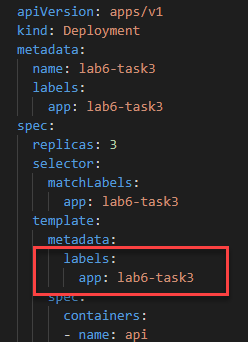 apiVersion: apps/v1
kind: Deployment
metadata:
  name: lab6-task3
  labels:
    app: lab6-task3
spec:
  replicas: 3
  selector:
    matchLabels:
      app: lab6-task3
  template:
    metadata:
      labels:
        app: lab6-task3
    spec:
      containers:
      - name: api